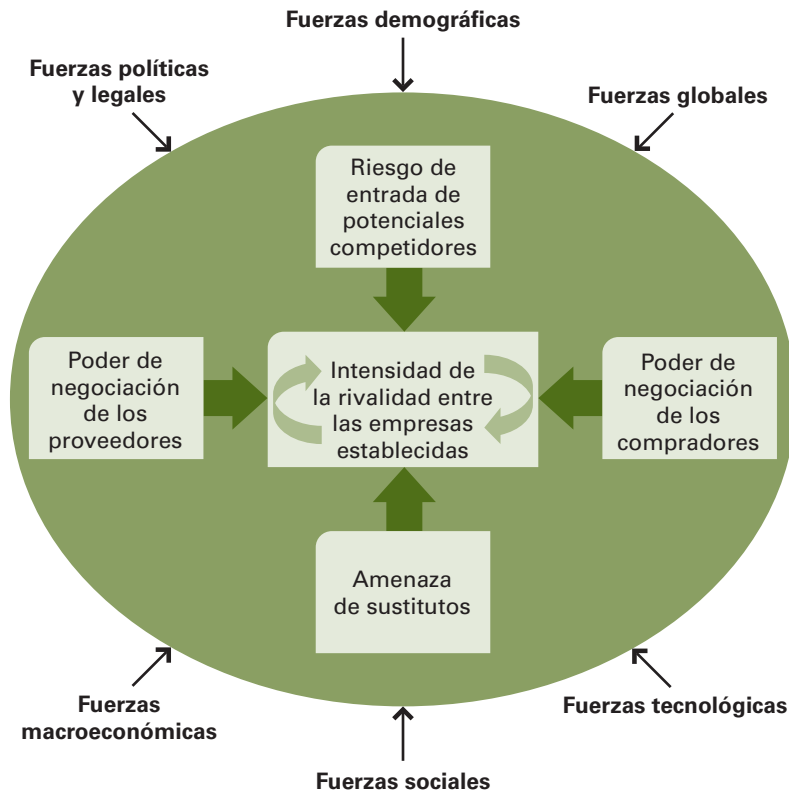 Fuerzas demográficas
Fuerzas políticas
y legales
Fuerzas globales
Riesgo de
entrada de
potenciales
competidores
Poder de
negociación
de los
proveedores
Intensidad de
la rivalidad entre
las empresas
establecidas
Poder de
negociación
de los
compradores
Amenaza
de sustitutos
Fuerzas
macroeconómicas
Fuerzas tecnológicas
Fuerzas sociales